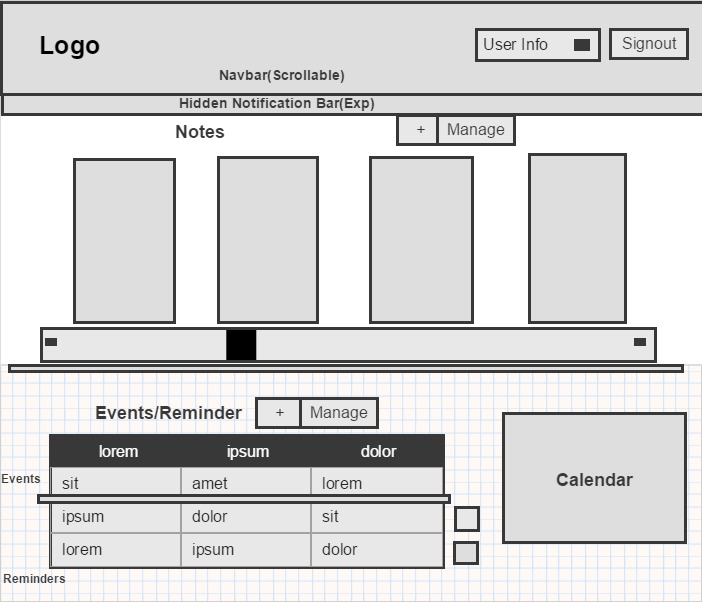 Logo
User Info
Signout
Navbar(Scrollable)
Hidden Notification Bar(Exp)
Notes
+ Manage
Events/Reminder
+ Manage
lorem ipsum dolor
Events
sit amet lorem
ipsum dolor sit
lorem ipsum dolor
Reminders
Calendar